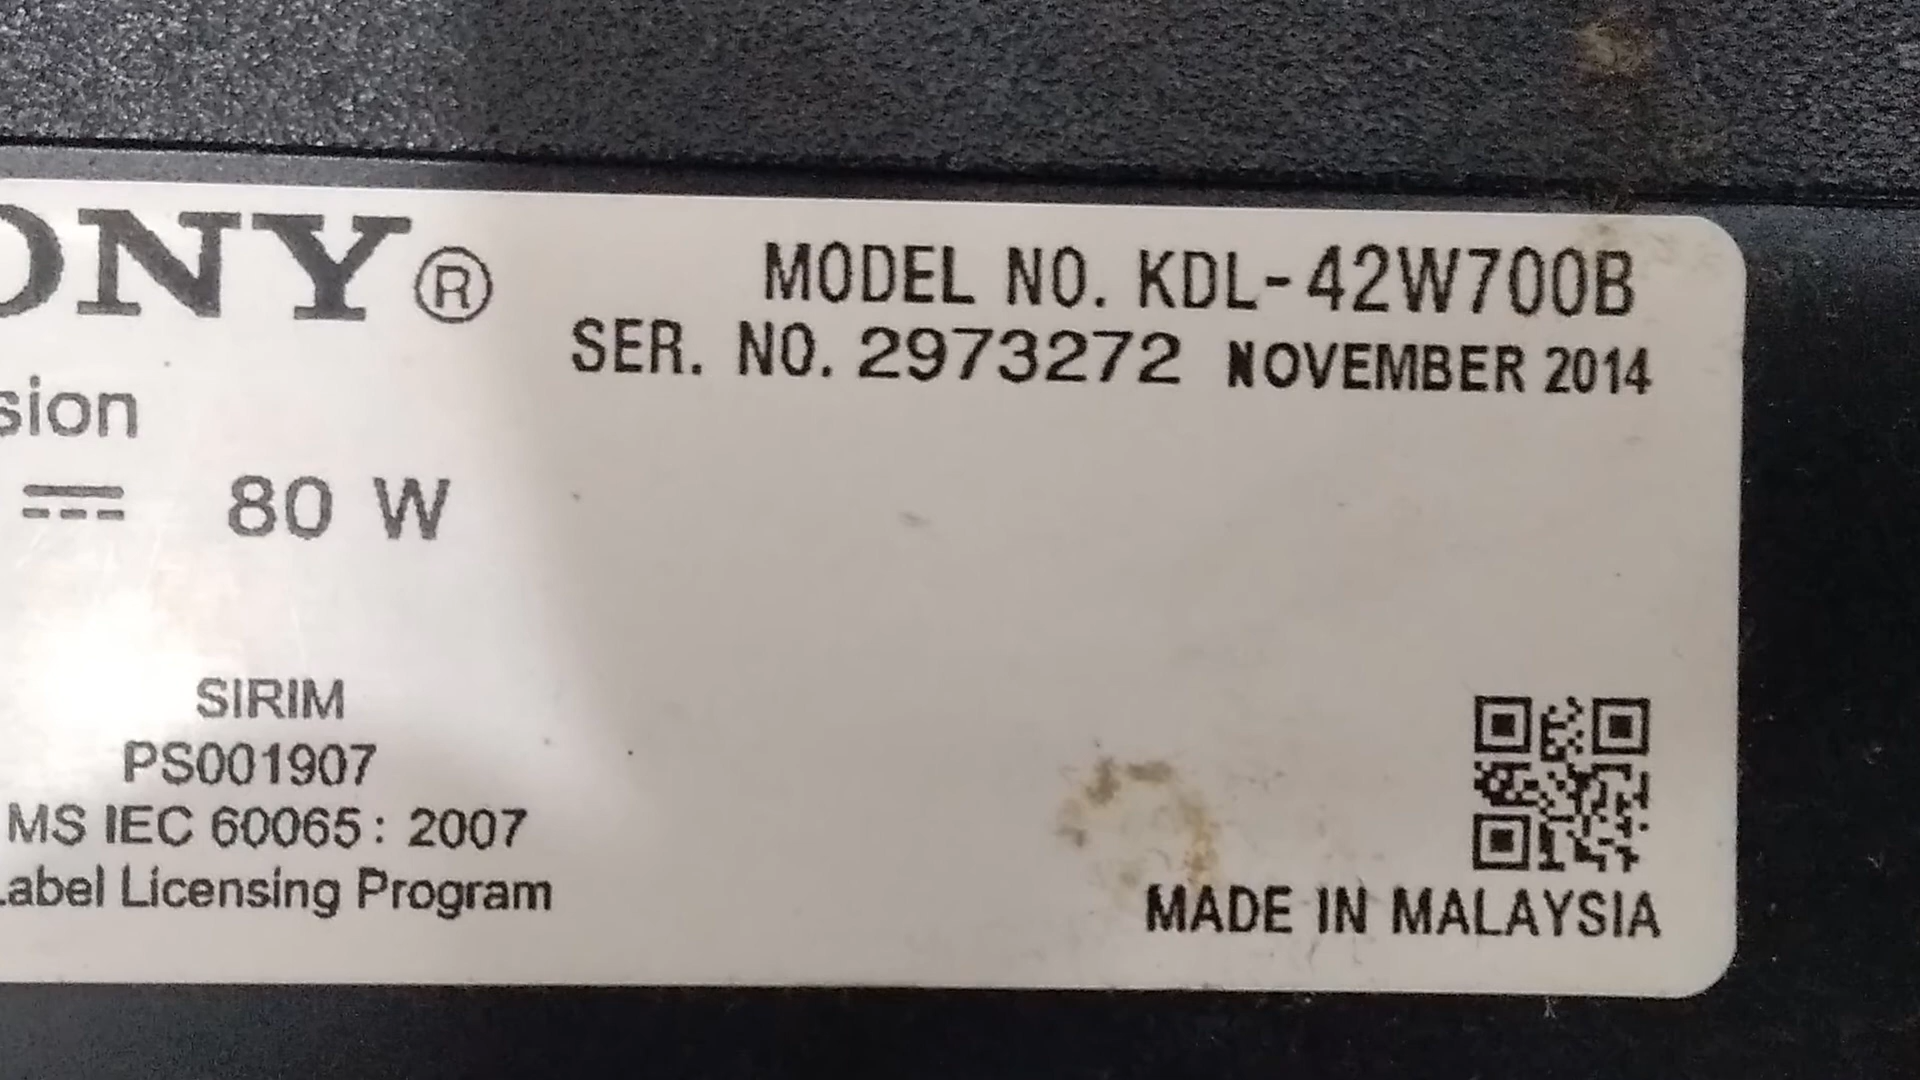 ONY®
MODEL NO. KDL-42W700B
SER. NO. 2973272 NOVEMBER 2014
sion
80 W
SIRIM
PS001907
MS IEC 60065: 2007
abel Licensing Program
MADE IN MALAYSIA